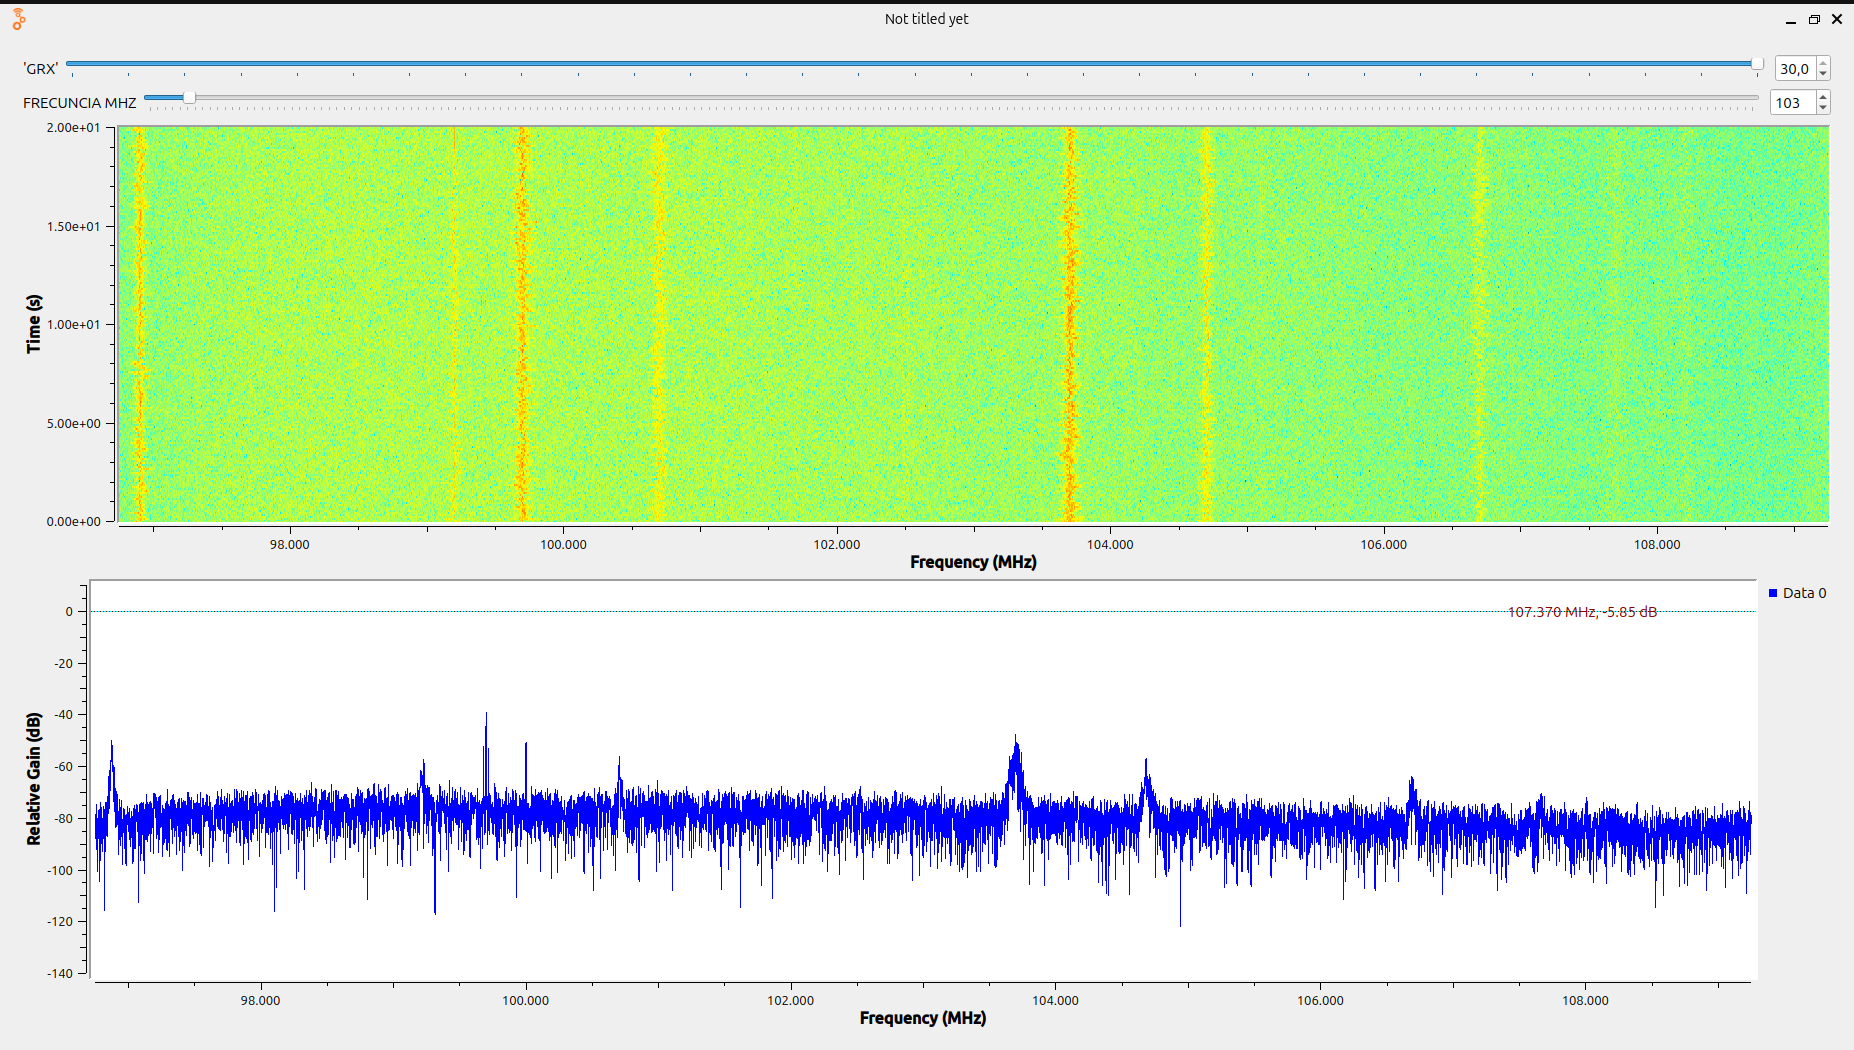 Not titled yet
'GRX' 30,0
FRECUNCIA MHZ 103
2.00e+01
1.50e+01
1.00e+01
5.00e+00
0.00e+00
Time (s)
98.000 100.000 102.000 104.000 106.000 108.000
Frequency (MHz)
Data 0
107.370 MHz, -5.85 dB
0
-20
-40
-60
-80
-100
-120
-140
Relative Gain (dB)
98.000 100.000 102.000 104.000 106.000 108.000
Frequency (MHz)